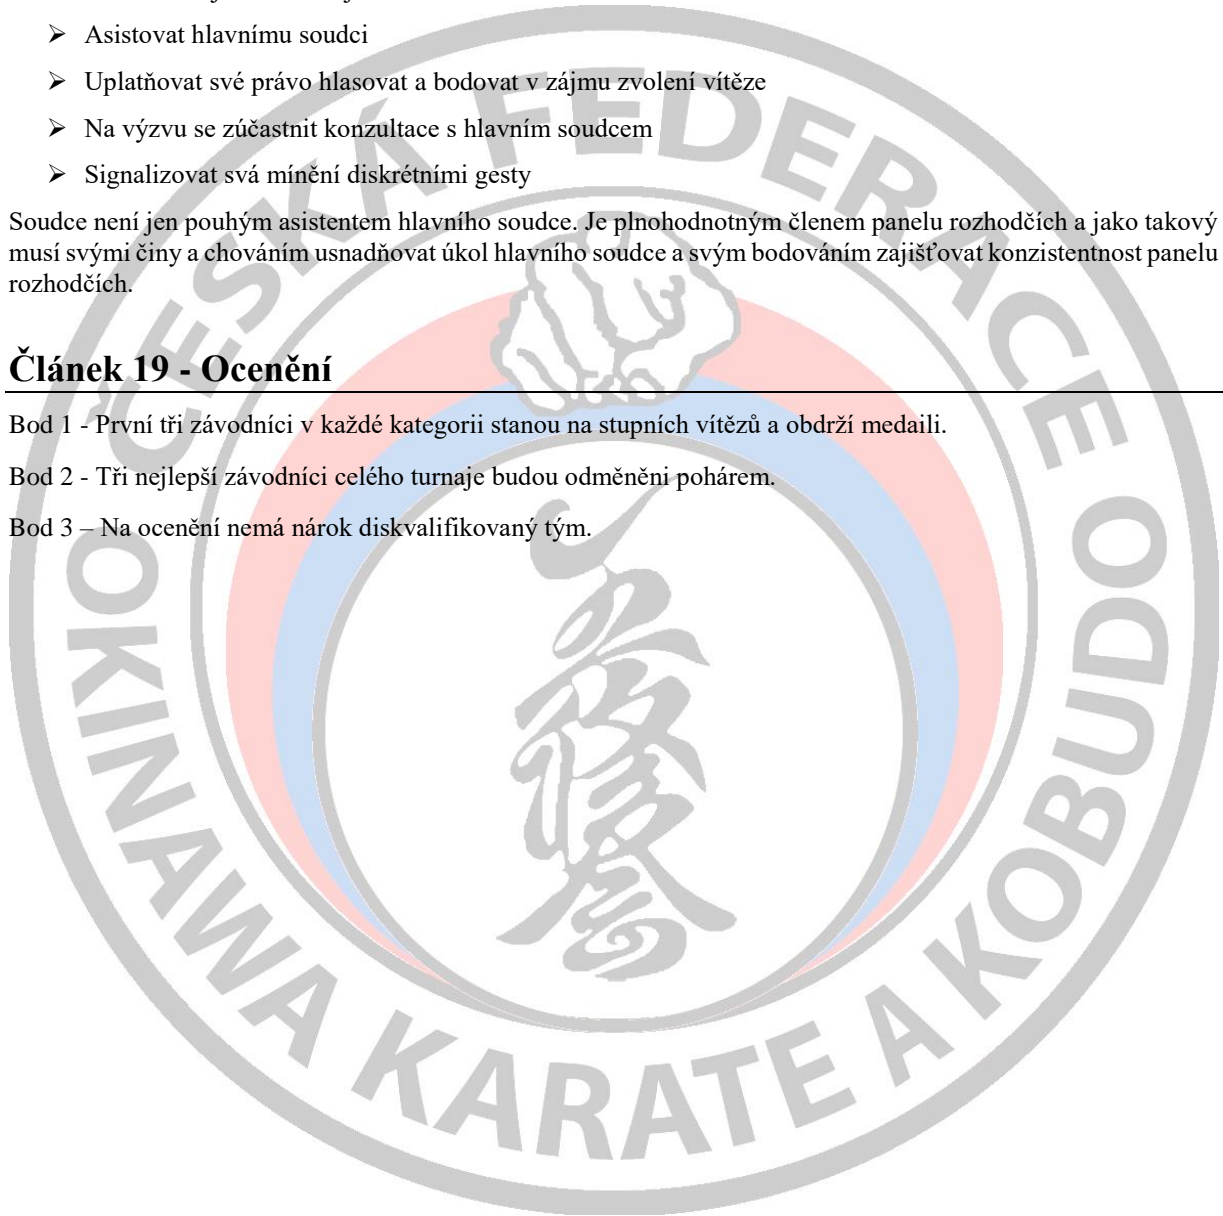 ➢ Asistovat hlavnímu soudci
➢ Uplatňovat své právo hlasovat a bodovat v zájmu zvolení vítěze
➢ Na výzvu se zúčastnit konzultace s hlavním soudcem
➢ Signalizovat svá mínění diskrétními gesty
Soudce není jen pouhým asistentem hlavního soudce. Je plnohodnotným členem panelu rozhodčích a jako takový
musí svými činy a chováním usnadňovat úkol hlavního soudce a svým bodováním zajišťovat konzistentnost panelu
rozhodčích.
Článek 19 - Ocenění
Bod 1 - První tři závodníci v každé kategorii stanou na stupních vítězů a obdrží medaili.
Bod 2 - Tři nejlepší závodníci celého turnaje budou odměněni pohárem.
Bod 3 – Na ocenění nemá nárok diskvalifikovaný tým.
ČESKÁ FEDERACE
OKINAWA KARATE A KOBUDO